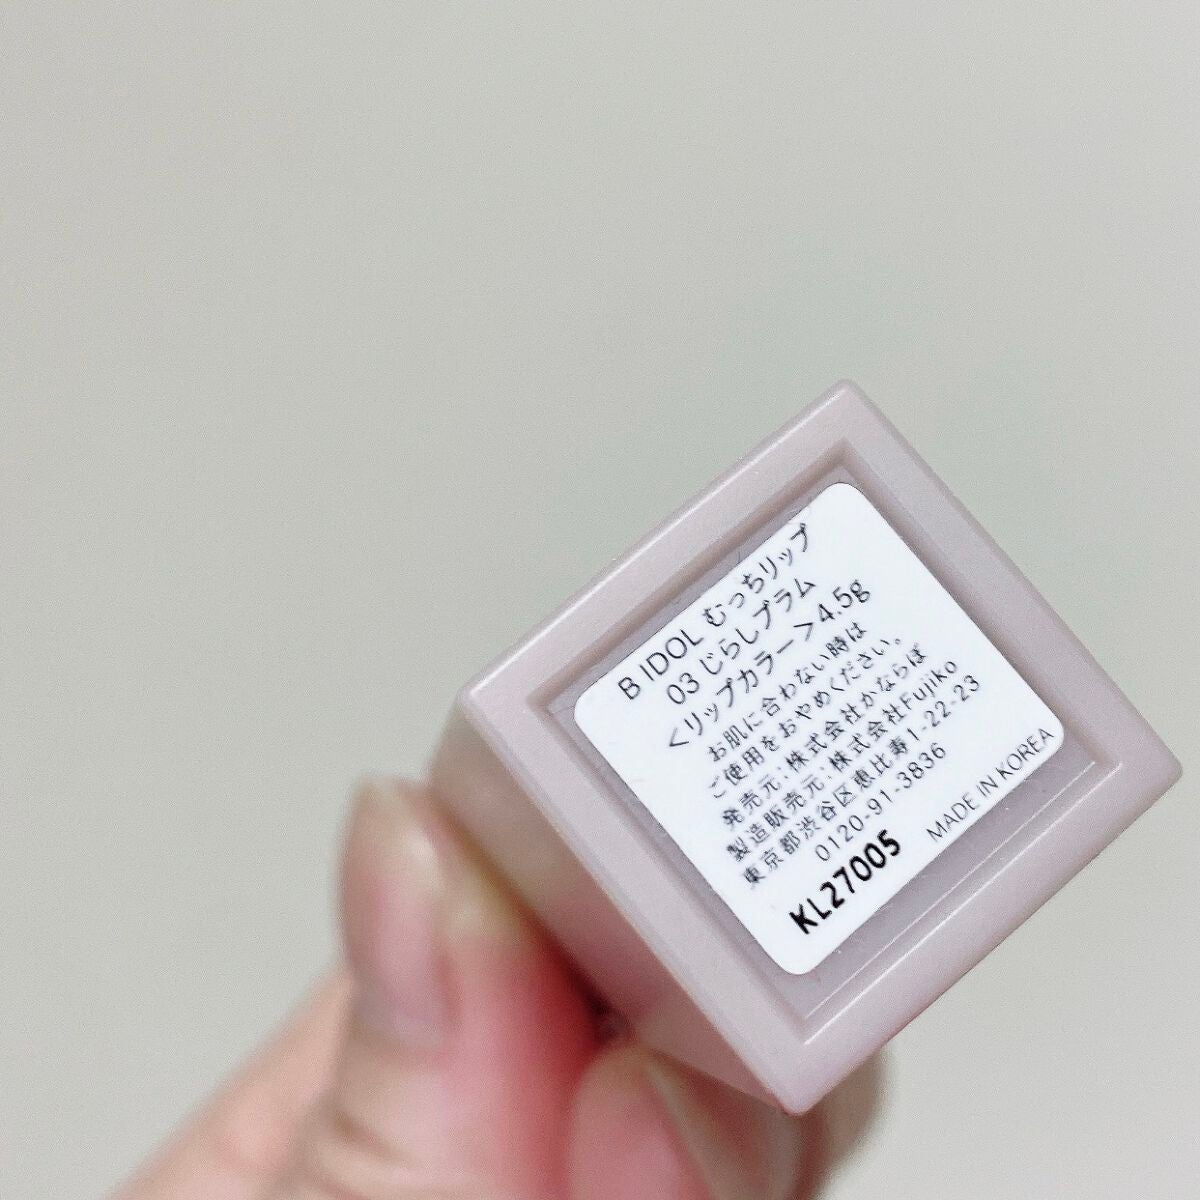 B IDOL むっちリップ
03 じらしプラム
<リップカラー>4.5g
お肌に合わない時は
ご使用をおやめください。
発売元:株式会社かならぼ
製造販売元:株式会社Fujiko
東京都渋谷区恵比寿1-22-23
0120-91-3836
KL27005
MADE IN KOREA